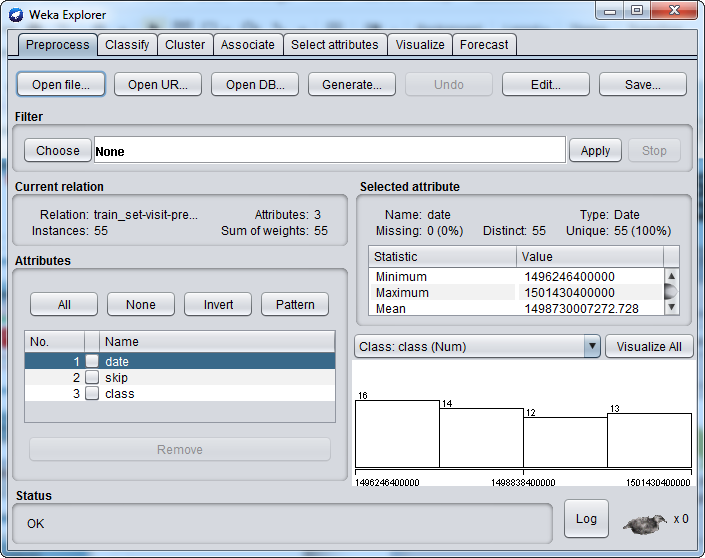 Weka Explorer
Preprocess Classify Cluster Associate Select attributes Visualize Forecast
Open file... Open UR... Open DB... Generate... Undo Edit... Save...
Filter
Choose None Apply Stop
Current relation
Relation: train_set-visit-pre... Attributes: 3
Instances: 55 Sum of weights: 55
Selected attribute
Name: date Type: Date
Missing: 0 (0%) Distinct: 55 Unique: 55 (100%)
Statistic Value
Minimum 1496246400000
Maximum 1501430400000
Mean 1498730007272.728
Attributes
All None Invert Pattern
No. Name
1 date
2 skip
3 class
Remove
Class: class (Num) Visualize All
16 14 12 13
1496246400000 1498838400000 1501430400000
Status
OK
Log x 0